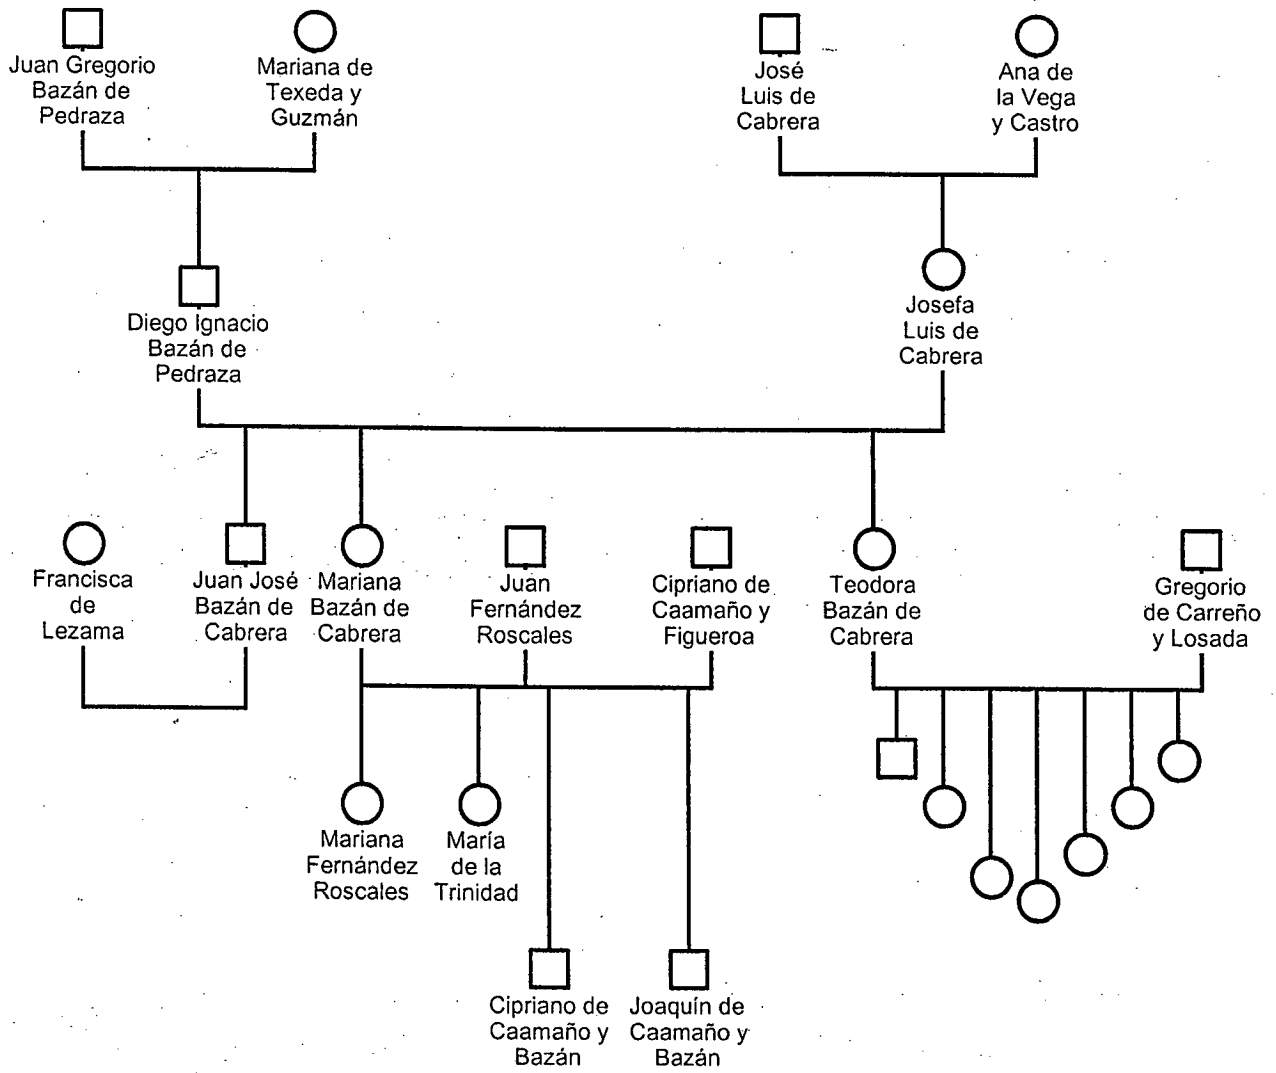 Juan Gregorio
Bazán de
Pedraza
Mariana de
Texeda y
Guzmán
José
Luis de
Cabrera
Ana de
la Vega
y Castro
Diego Ignacio
Bazán de
Pedraza
Josefa
Luis de
Cabrera
Francisca
de
Lezama
Juan José
Bazán de
Cabrera
Mariana
Bazán de
Cabrera
Juan
Fernández
Roscales
Cipriano de
Caamaño y
Figueroa
Teodora
Bazán de
Cabrera
Gregorio
de Carreño
y Losada
Mariana
Fernández
Roscales
María
de la
Trinidad
Cipriano de
Caamaño y
Bazán
Joaquín de
Caamaño y
Bazán